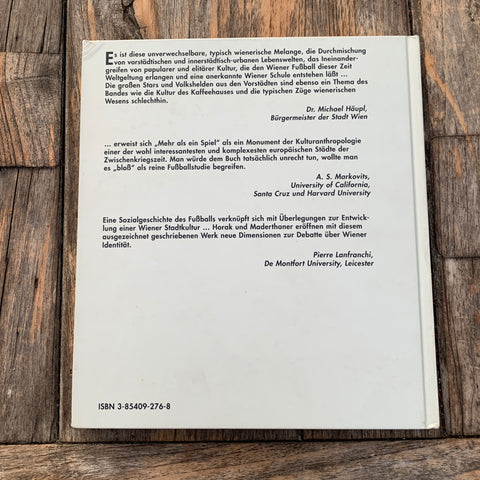 Es ist diese unverwechselbare, typisch wienerische Melange, die Durchmischung
von vorstädtischen und innerstädtisch-urbanen Lebenswelten, das Ineinander-
greifen von popularer und elitärer Kultur, die den Wiener Fußball dieser Zeit
Weltgeltung erlangen und eine anerkannte Wiener Schule entstehen läßt ...
Die großen Stars und Volkshelden aus den Vorstädten sind ebenso ein Thema des
Bandes wie die Kultur des Kaffeehauses und die typischen Züge wienerischen
Wesens schlechthin.
Dr. Michael Häupl,
Bürgermeister der Stadt Wien
... erweist sich „Mehr als ein Spiel" als ein Monument der Kulturanthropologie
einer der wohl interessantesten und komplexesten europäischen Städte der
Zwischenkriegszeit. Man würde dem Buch tatsächlich unrecht tun, wollte man
es „bloß" als reine Fußballstudie begreifen.
A. S. Markovits,
University of California,
Santa Cruz und Harvard University
Eine Sozialgeschichte des Fußballs verknüpft sich mit Überlegungen zur Entwick-
lung einer Wiener Stadtkultur ... Horak und Maderthaner eröffnen mit diesem
ausgezeichnet geschriebenen Werk neue Dimensionen zur Debatte über Wiener
Identität.
Pierre Lanfranchi,
De Montfort University, Leicester
ISBN 3-85409-276-8